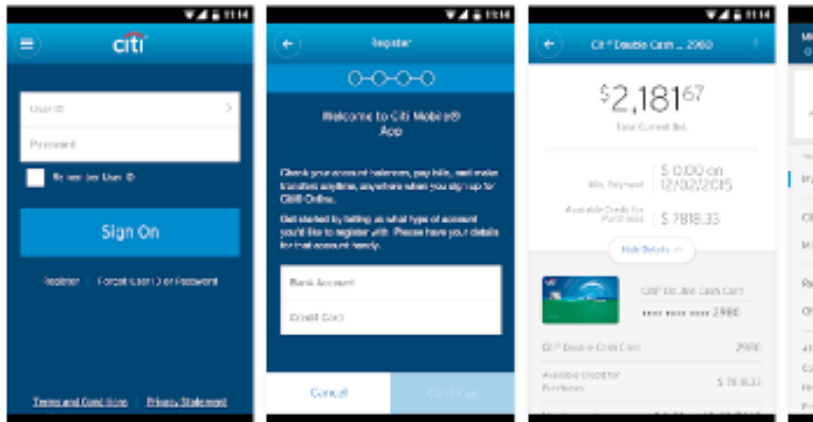 11:14
citi
User ID
Password
Remember User ID
Sign On
Register | Forgot User ID or Password
Terms and Conditions | Privacy Statement
11:14
Register
Welcome to Citi Mobile®
App
Check your account balances, pay bills, and make
transfers anytime, anywhere when you sign up for
Citi® Online.
Get started by telling us what type of account
you'd like to register with. Please have your details
for that account handy.
Bank Account
Credit Card
Cancel
Continue
11:14
Citi® Double Cash ... 2980
$2,181.67
Total Current Bal.
Min. Payment
$ 0.00 on
12/02/2015
Available Credit for
Purchases
$ 7818.33
Hide Details
Citi® Double Cash Card
2980
Citi® Double Cash Card 2980
Available Credit for
Purchases
$ 7818.33